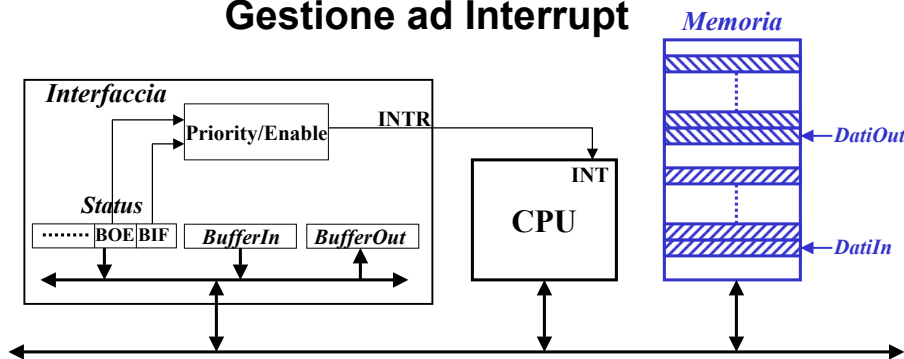 Gestione ad Interrupt
Memoria
Interfaccia
Priority/Enable
INTR
DatiOut
INT
CPU
Status
BOE BIF
BufferIn
BufferOut
DatiIn